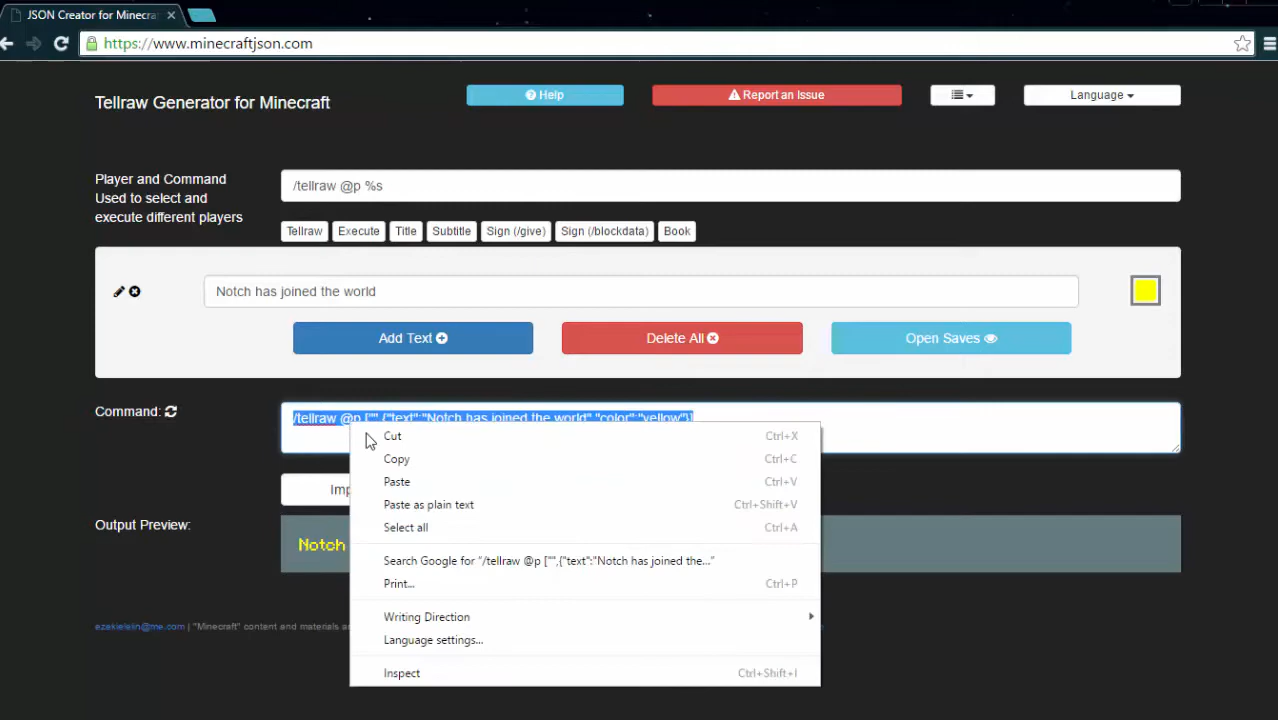 JSON Creator for Minecra
https://www.minecraftjson.com
Tellraw Generator for Minecraft
Help
Report an Issue
Language
Player and Command
Used to select and
execute different players
/tellraw @p %s
Tellraw
Execute
Title
Subtitle
Sign (/give)
Sign (/blockdata)
Book
Notch has joined the world
Add Text
Delete All
Open Saves
Command:
/tellraw @p ["",{"text":"Notch has joined the world","color":"yellow"}]
Cut Ctrl+X
Copy Ctrl+C
Paste Ctrl+V
Paste as plain text Ctrl+Shift+V
Select all Ctrl+A
Search Google for “/tellraw @p ["",{"text":"Notch has joined the...”
Print... Ctrl+P
Writing Direction
Language settings...
Inspect Ctrl+Shift+I
Imp
Output Preview:
Notch
ezekielelin@me.com | "Minecraft" content and materials a